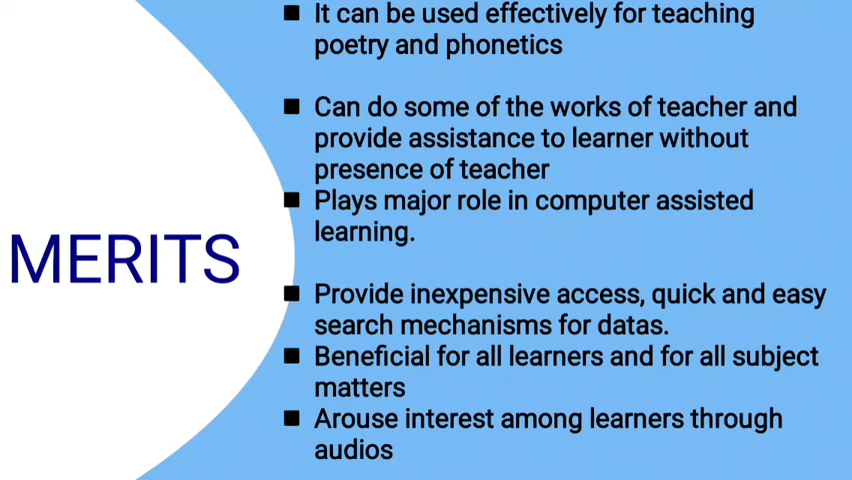 MERITS
■ It can be used effectively for teaching
poetry and phonetics
■ Can do some of the works of teacher and
provide assistance to learner without
presence of teacher
■ Plays major role in computer assisted
learning.
■ Provide inexpensive access, quick and easy
search mechanisms for datas.
■ Beneficial for all learners and for all subject
matters
■ Arouse interest among learners through
audios